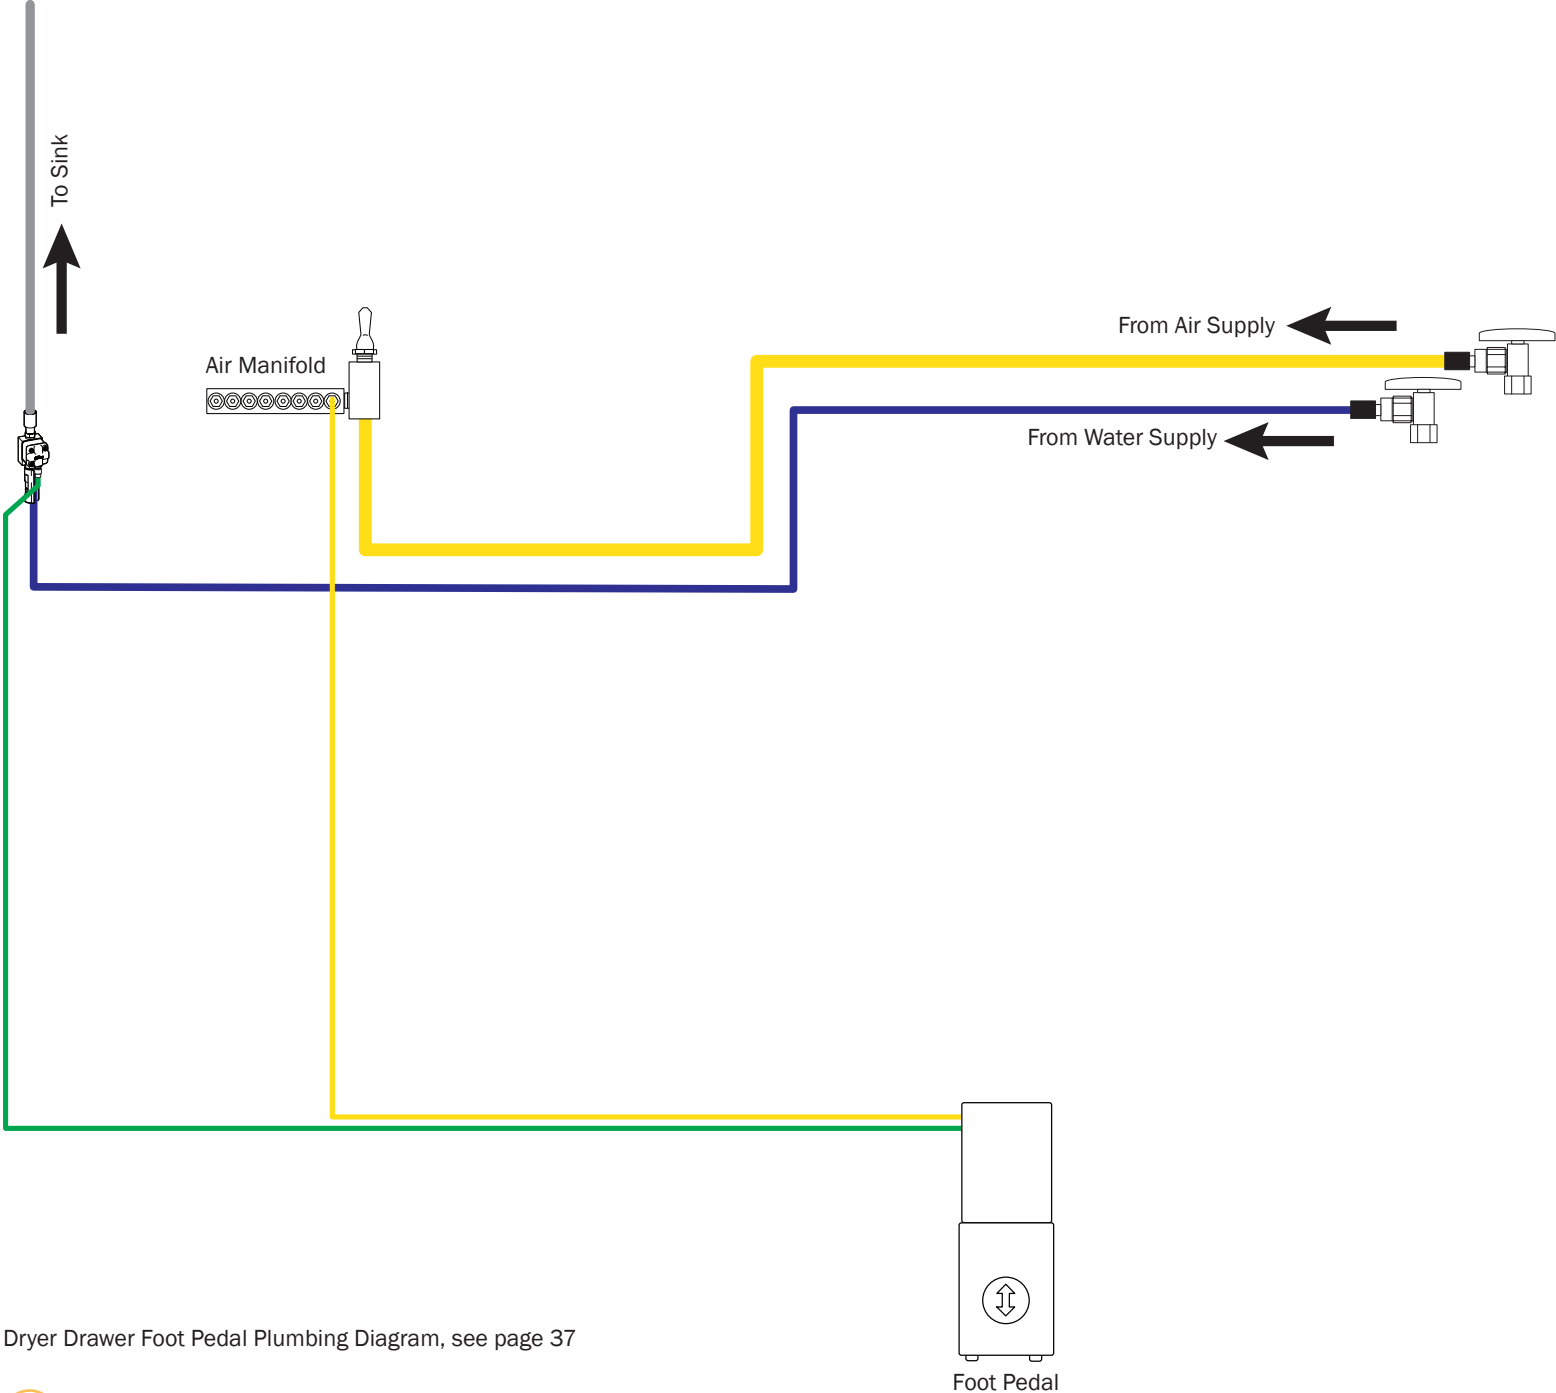 To Sink
From Air Supply
Air Manifold
From Water Supply
Dryer Drawer Foot Pedal Plumbing Diagram, see page 37
Foot Pedal